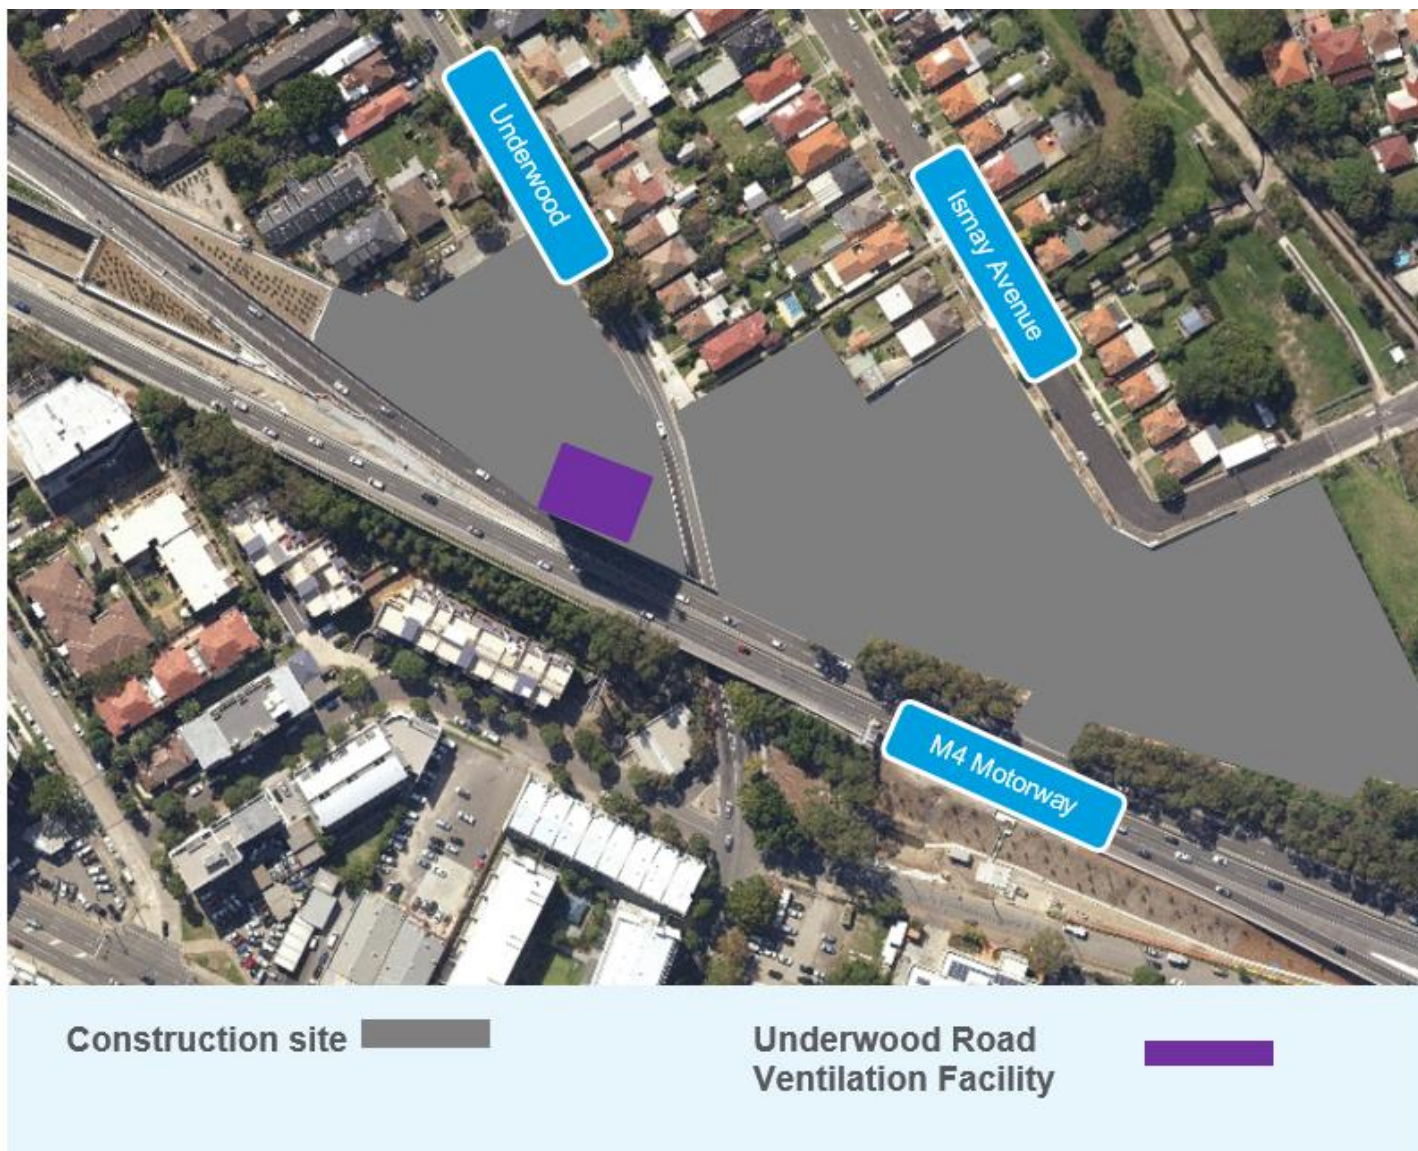 Underwood
Ismay Avenue
M4 Motorway
Construction site
Underwood Road
Ventilation Facility